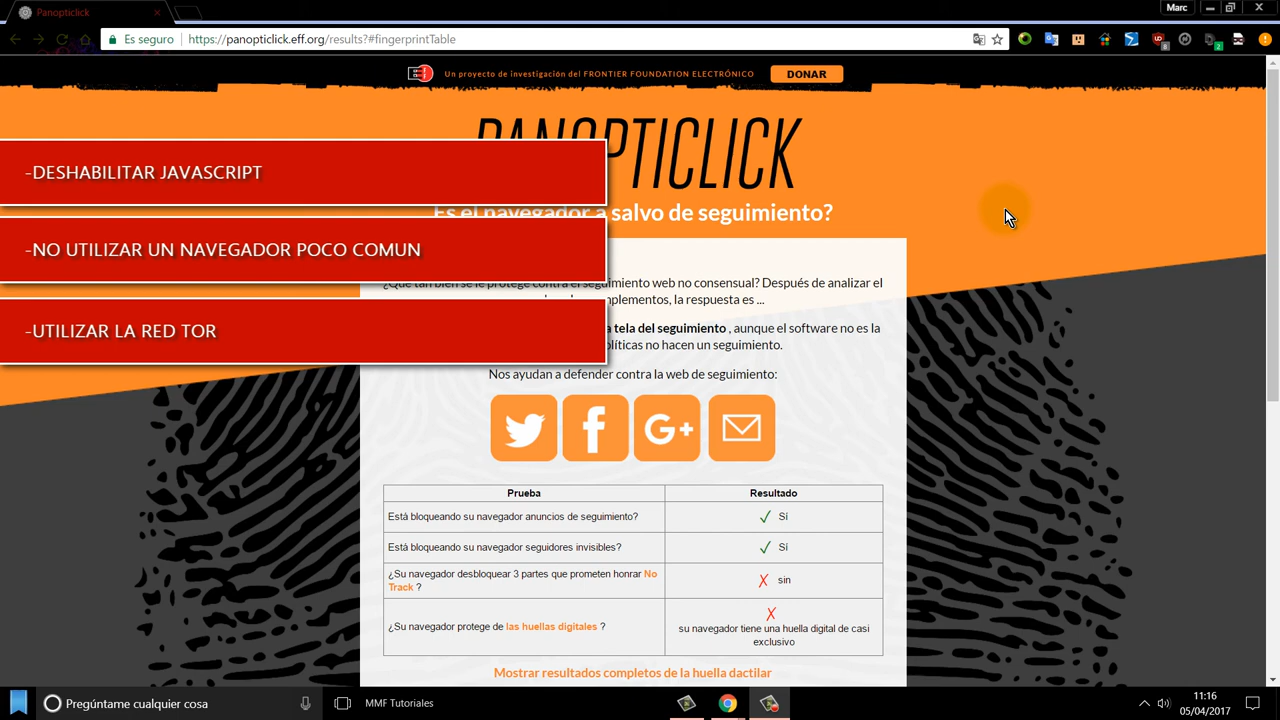 Panopticlick
Marc
Es seguro
https://panopticlick.eff.org/results?#fingerprintTable
8
2
Un proyecto de investigación del FRONTIER FOUNDATION ELECTRÓNICO
DONAR
PANOPTICLICK
-DESHABILITAR JAVASCRIPT
Es el navegador a salvo de seguimiento?
-NO UTILIZAR UN NAVEGADOR POCO COMUN
¿Qué tan bien se le protege contra el seguimiento web no consensual? Después de analizar el
mplementos, la respuesta es ...
-UTILIZAR LA RED TOR
a tela del seguimiento , aunque el software no es la
olíticas no hacen un seguimiento.
Nos ayudan a defender contra la web de seguimiento:
G+
Prueba
Resultado
Está bloqueando su navegador anuncios de seguimiento?
Sí
Está bloqueando su navegador seguidores invisibles?
Sí
¿Su navegador desbloquear 3 partes que prometen honrar No
Track ?
sin
¿Su navegador protege de las huellas digitales ?
su navegador tiene una huella digital de casi
exclusivo
Mostrar resultados completos de la huella dactilar
Pregúntame cualquier cosa
MMF Tutoriales
11:16
05/04/2017